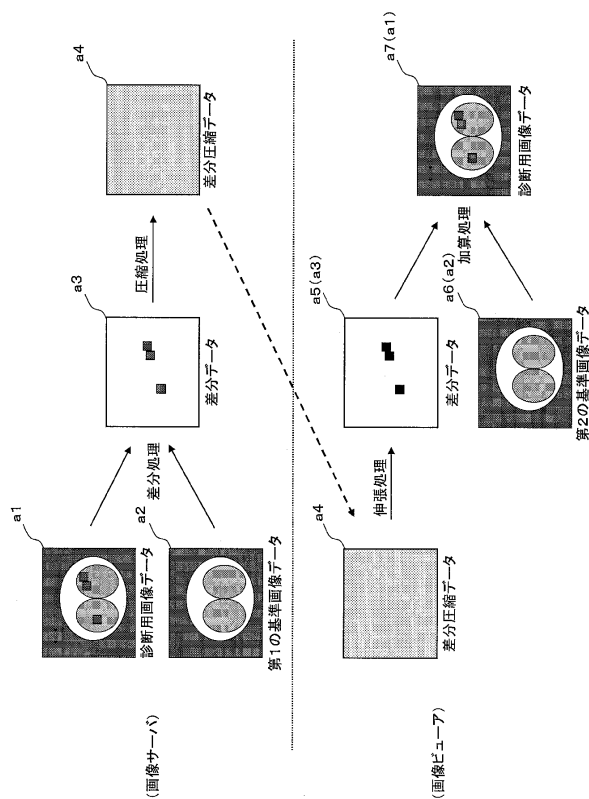 (画像サーバ)
a1
診断用画像データ
a2
第1の基準画像データ
差分処理
a3
差分データ
圧縮処理
a4
差分圧縮データ
(画像ビューア)
a4
差分圧縮データ
伸張処理
a5(a3)
差分データ
a6(a2)
第2の基準画像データ
加算処理
a7(a1)
診断用画像データ